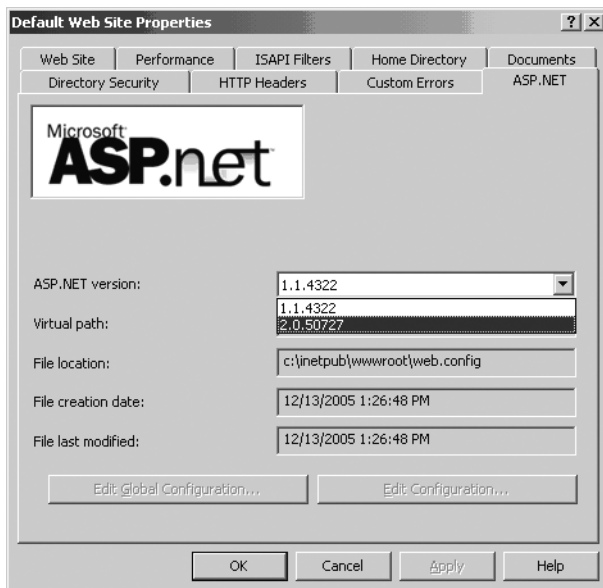 Default Web Site Properties
Web Site Performance ISAPI Filters Home Directory Documents
Directory Security HTTP Headers Custom Errors ASP.NET
Microsoft
ASP.net
ASP.NET version: 1.1.4322
1.1.4322
Virtual path: 2.0.50727
File location: c:\inetpub\wwwroot\web.config
File creation date: 12/13/2005 1:26:48 PM
File last modified: 12/13/2005 1:26:48 PM
Edit Global Configuration... Edit Configuration...
OK Cancel Apply Help